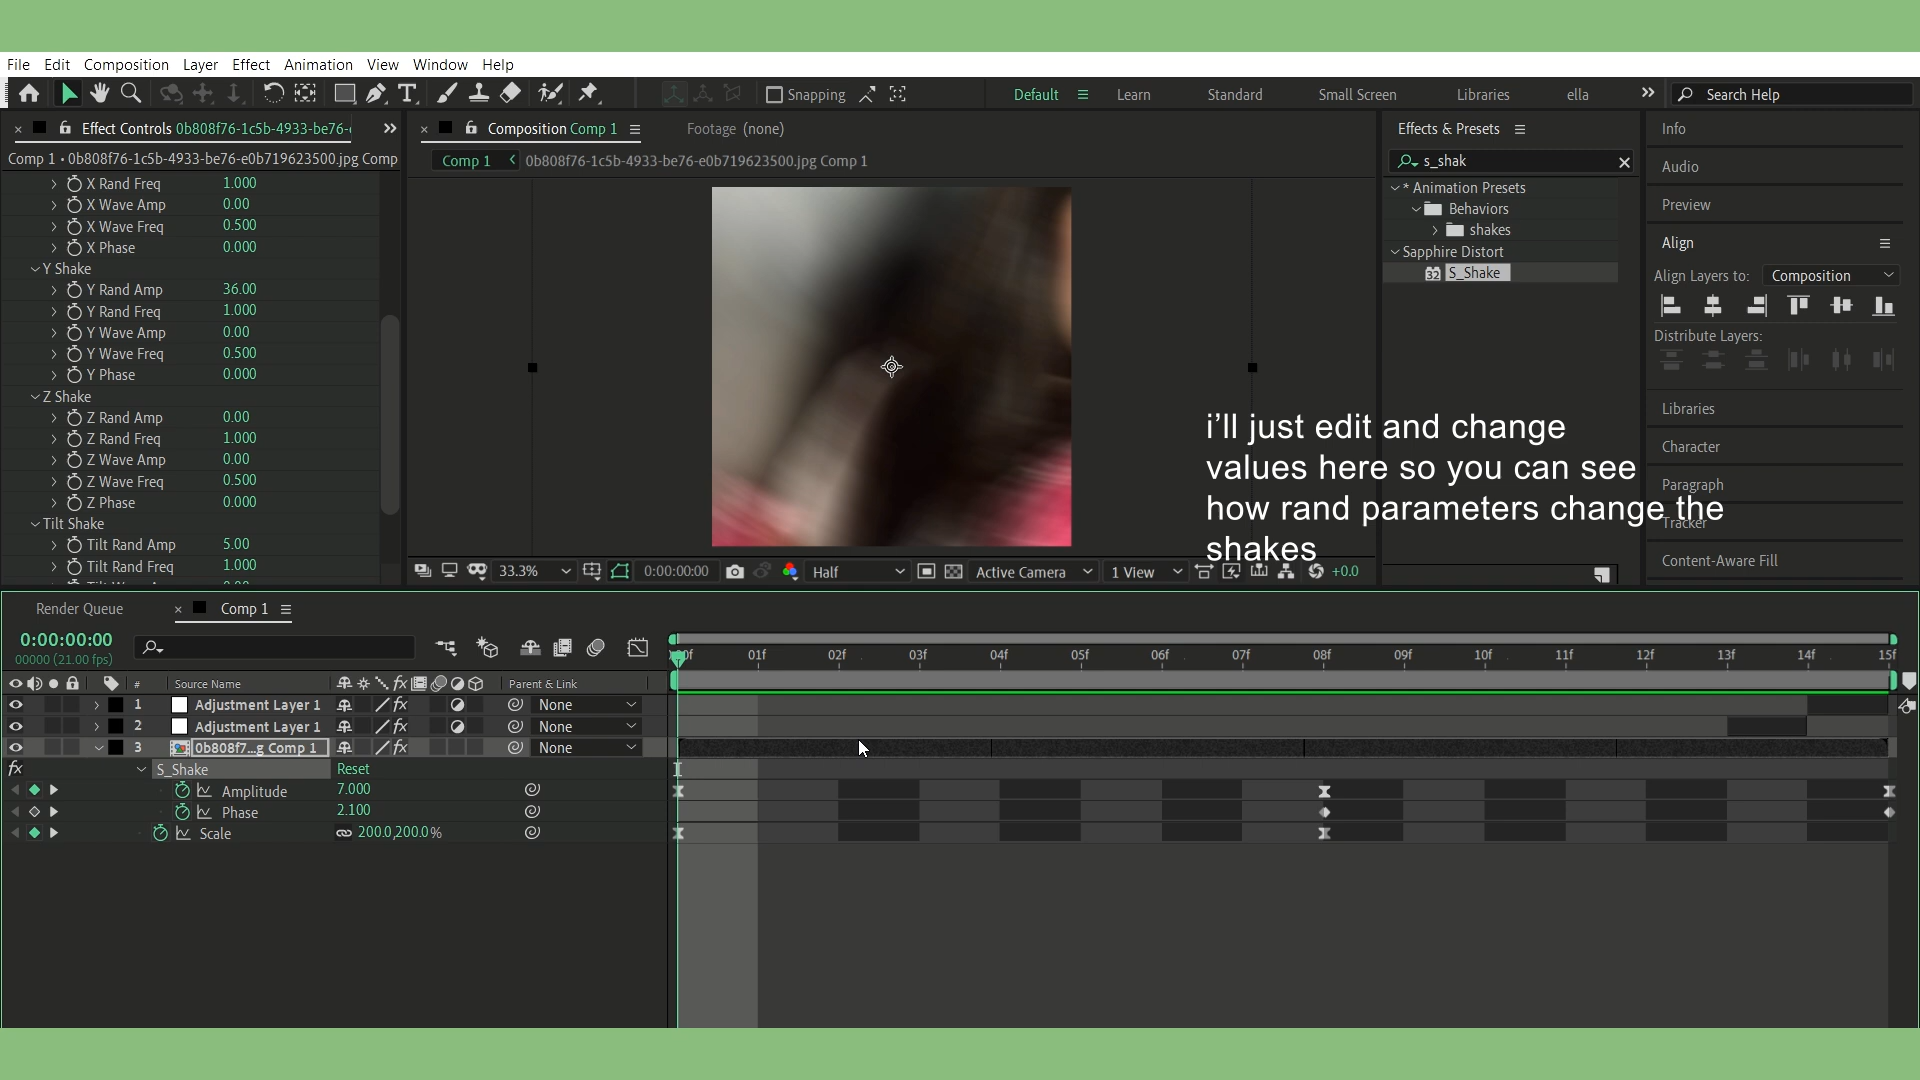 File Edit Composition Layer Effect Animation View Window Help
Snapping Default Learn Standard Small Screen Libraries ella Search Help
Effect Controls 0b808f76-1c5b-4933-be76-
Comp 1 • 0b808f76-1c5b-4933-be76-e0b719623500.jpg Comp
X Rand Freq 1.000
X Wave Amp 0.00
X Wave Freq 0.500
X Phase 0.000
Y Shake
Y Rand Amp 36.00
Y Rand Freq 1.000
Y Wave Amp 0.00
Y Wave Freq 0.500
Y Phase 0.000
Z Shake
Z Rand Amp 0.00
Z Rand Freq 1.000
Z Wave Amp 0.00
Z Wave Freq 0.500
Z Phase 0.000
Tilt Shake
Tilt Rand Amp 5.00
Tilt Rand Freq 1.000
Composition Comp 1 Footage (none)
Comp 1 0b808f76-1c5b-4933-be76-e0b719623500.jpg Comp 1
33.3% 0:00:00:00 Half Active Camera 1 View +0.0
Effects & Presets
s_shak
* Animation Presets
Behaviors
shakes
Sapphire Distort
S_Shake
Info
Audio
Preview
Align
Align Layers to: Composition
Distribute Layers:
Libraries
Character
Paragraph
Tracker
Content-Aware Fill
i'll just edit and change
values here so you can see
how rand parameters change the
shakes
Render Queue Comp 1
0:00:00:00
00000 (21.00 fps)
01f 02f 03f 04f 05f 06f 07f 08f 09f 10f 11f 12f 13f 14f 15f
# Source Name Parent & Link
1 Adjustment Layer 1 None
2 Adjustment Layer 1 None
3 0b808f7...g Comp 1 None
fx S_Shake Reset
Amplitude 7.000
Phase 2.100
Scale 200.0,200.0%